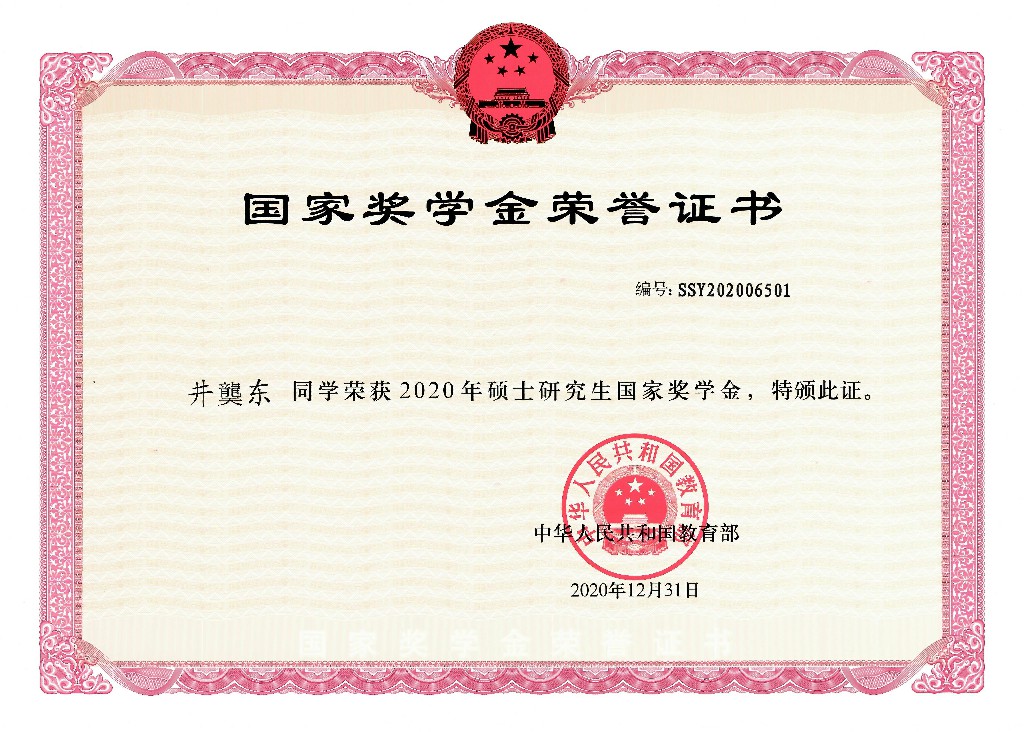 国家奖学金荣誉证书
编号:SSY202006501
井龑东 同学荣获2020年硕士研究生国家奖学金，特颁此证。
中华人民共和国教育部
中华人民共和国教育部
2020年12月31日
国家奖学金荣誉证书